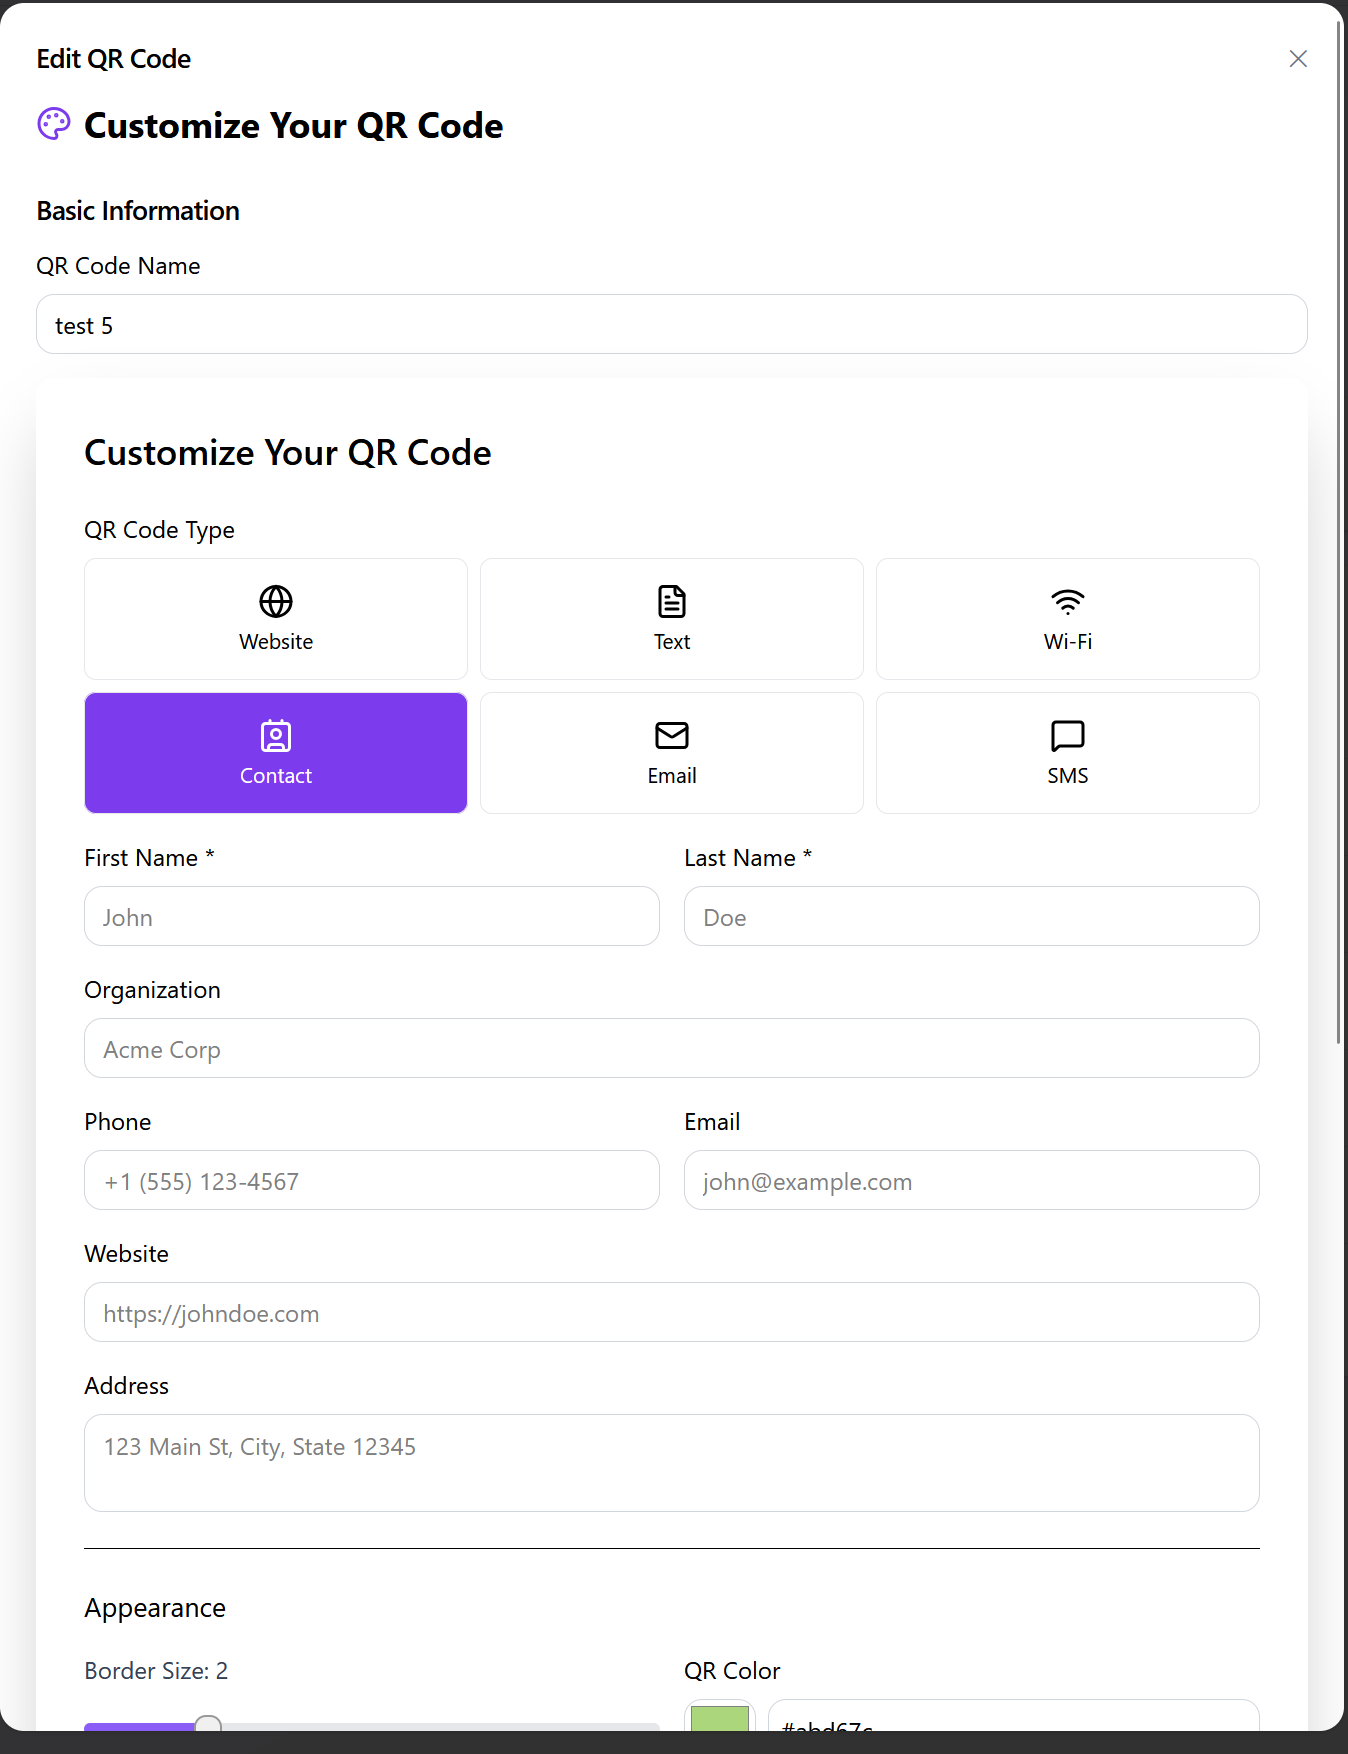 Edit QR Code
Customize Your QR Code
Basic Information
QR Code Name
test 5
Customize Your QR Code
QR Code Type
Website
Text
Wi-Fi
Contact
Email
SMS
First Name *
Last Name *
John
Doe
Organization
Acme Corp
Phone
Email
+1 (555) 123-4567
john@example.com
Website
https://johndoe.com
Address
123 Main St, City, State 12345
Appearance
Border Size: 2
QR Color